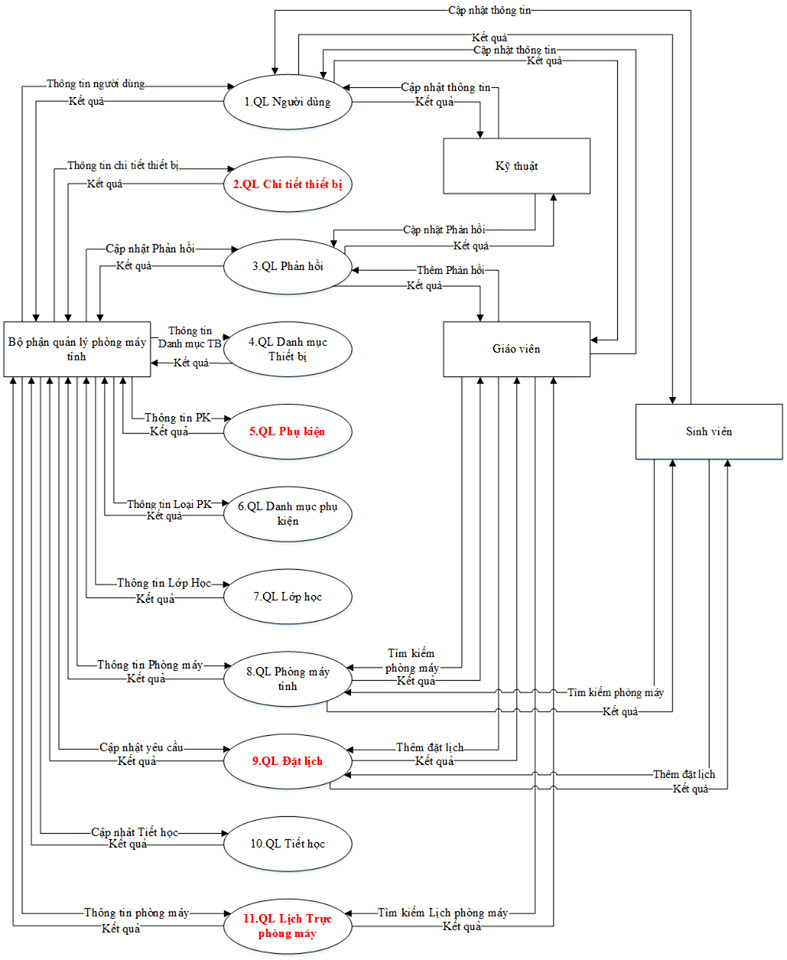 Cập nhật thông tin
Kết quả
Cập nhật thông tin
Kết quả
Thông tin người dùng
Kết quả
1.QL Người dùng
Cập nhật thông tin
Kết quả
Kỹ thuật
Thông tin chi tiết thiết bị
Kết quả
2.QL Chi tiết thiết bị
Cập nhật Phản hồi
Kết quả
3.QL Phản hồi
Cập nhật Phản hồi
Kết quả
Thêm Phản hồi
Kết quả
Bộ phận quản lý phòng máy
tính
Thông tin
Danh mục TB
Kết quả
4.QL Danh mục
Thiết bị
Giáo viên
Thông tin PK
Kết quả
5.QL Phụ kiện
Sinh viên
Thông tin Loại PK
Kết quả
6.QL Danh mục phụ
kiện
Thông tin Lớp Học
Kết quả
7.QL Lớp học
Thông tin Phòng máy
Kết quả
8.QL Phòng máy
tính
Tìm kiếm
phòng máy
Kết quả
Tìm kiếm phòng máy
Kết quả
Cập nhật yêu cầu
Kết quả
9.QL Đặt lịch
Thêm đặt lịch
Kết quả
Thêm đặt lịch
Kết quả
Cập nhật Tiết học
Kết quả
10.QL Tiết học
Thông tin phòng máy
Kết quả
11.QL Lịch Trực
phòng máy
Tìm kiếm Lịch phòng máy
Kết quả